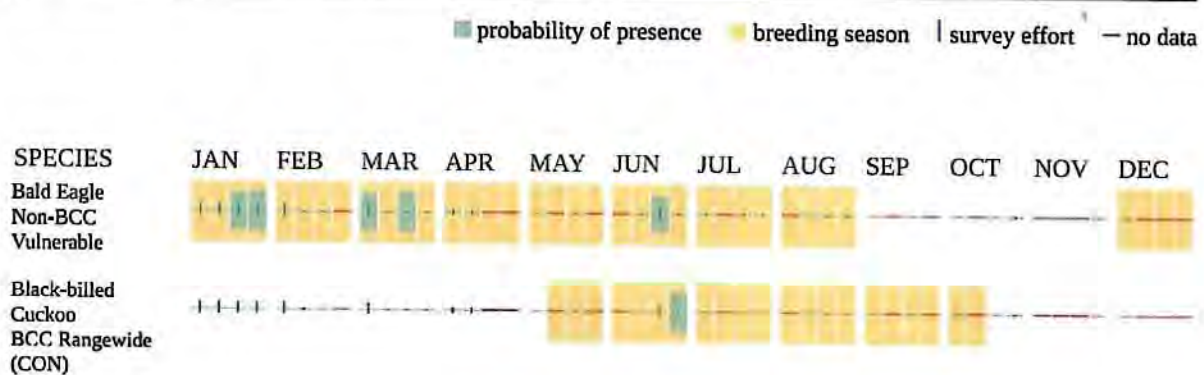 probability of presence breeding season survey effort no data
SPECIES JAN FEB MAR APR MAY JUN JUL AUG SEP OCT NOV DEC
Bald Eagle
Non-BCC
Vulnerable
Black-billed
Cuckoo
BCC Rangewide
(CON)